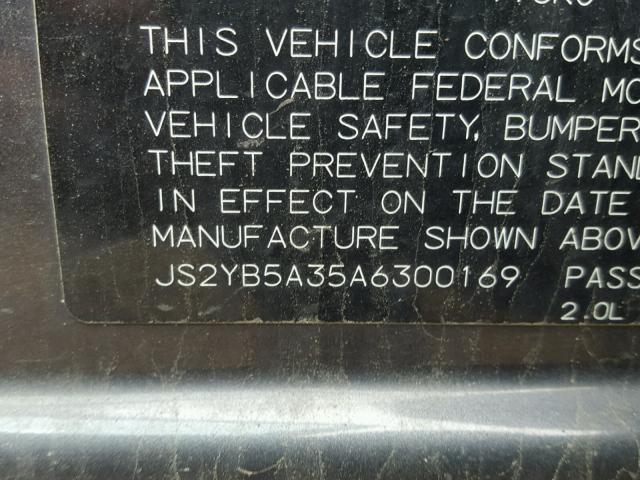 THIS VEHICLE CONFORMS
APPLICABLE FEDERAL MO
VEHICLE SAFETY, BUMPER
THEFT PREVENTION STAND
IN EFFECT ON THE DATE
MANUFACTURE SHOWN ABOV
JS2YB5A35A6300169 PASS
2.0L